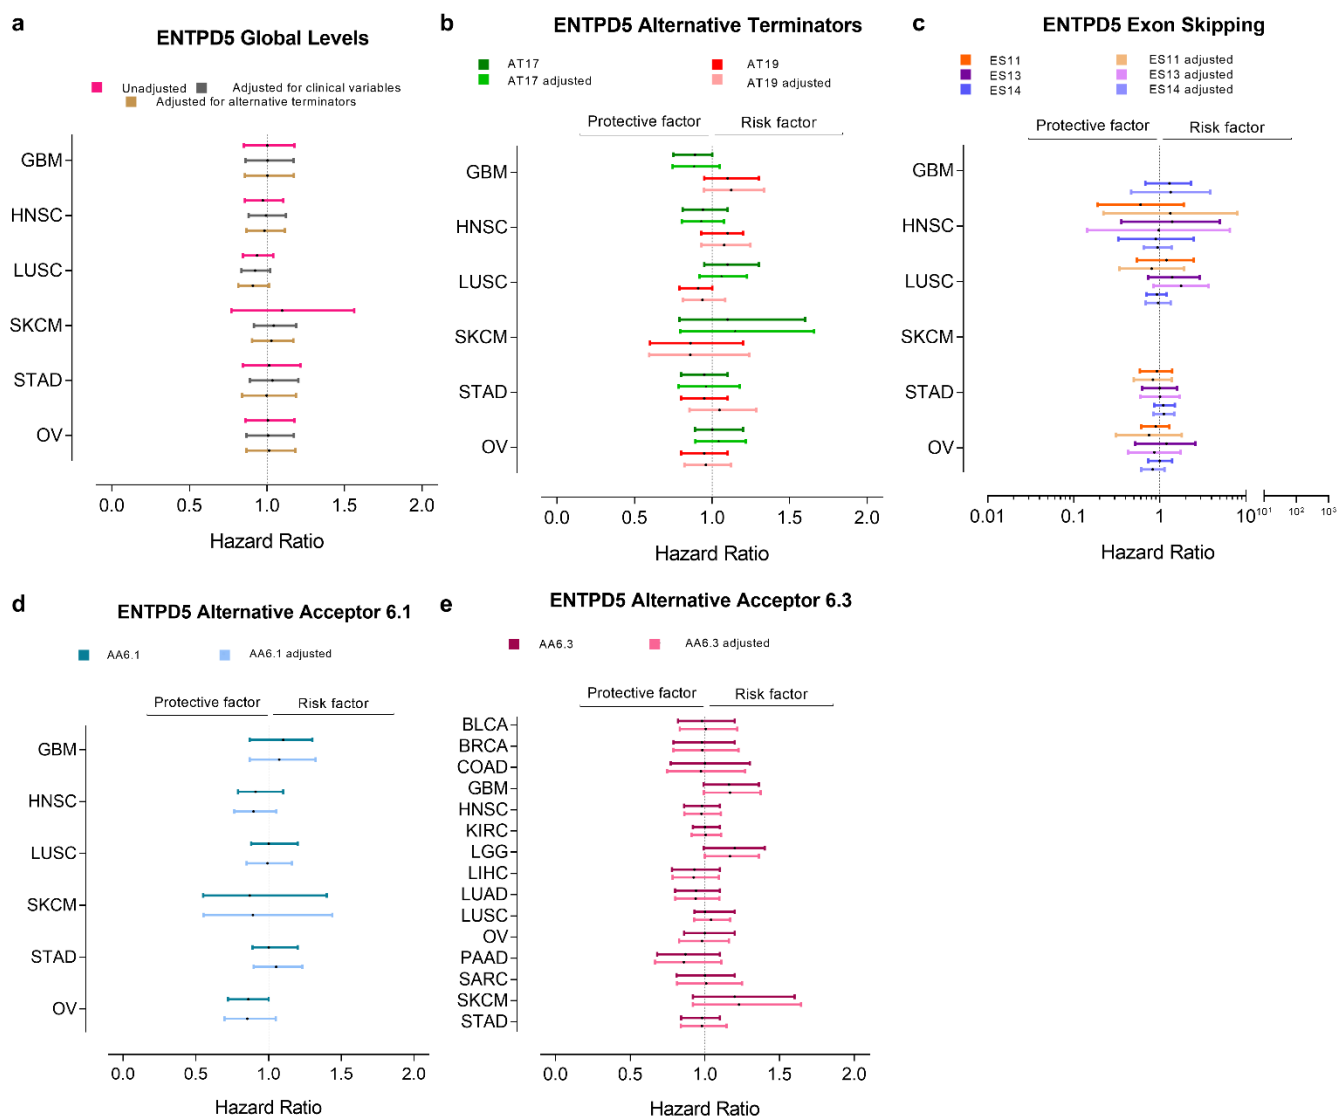 a
ENTPD5 Global Levels
Unadjusted
Adjusted for clinical variables
Adjusted for alternative terminators
GBM
HNSC
LUSC
SKCM
STAD
OV
0.0 0.5 1.0 1.5 2.0
Hazard Ratio
b
ENTPD5 Alternative Terminators
AT17 AT19
AT17 adjusted AT19 adjusted
Protective factor Risk factor
GBM
HNSC
LUSC
SKCM
STAD
OV
0.0 0.5 1.0 1.5 2.0
Hazard Ratio
c
ENTPD5 Exon Skipping
ES11 ES11 adjusted
ES13 ES13 adjusted
ES14 ES14 adjusted
Protective factor Risk factor
GBM
HNSC
LUSC
SKCM
STAD
OV
0.01 0.1 1 10 10¹ 10² 10³
Hazard Ratio
d
ENTPD5 Alternative Acceptor 6.1
AA6.1 AA6.1 adjusted
Protective factor Risk factor
GBM
HNSC
LUSC
SKCM
STAD
OV
0.0 0.5 1.0 1.5 2.0
Hazard Ratio
e
ENTPD5 Alternative Acceptor 6.3
AA6.3 AA6.3 adjusted
Protective factor Risk factor
BLCA
BRCA
COAD
GBM
HNSC
KIRC
LGG
LIHC
LUAD
LUSC
OV
PAAD
SARC
SKCM
STAD
0.0 0.5 1.0 1.5 2.0
Hazard Ratio